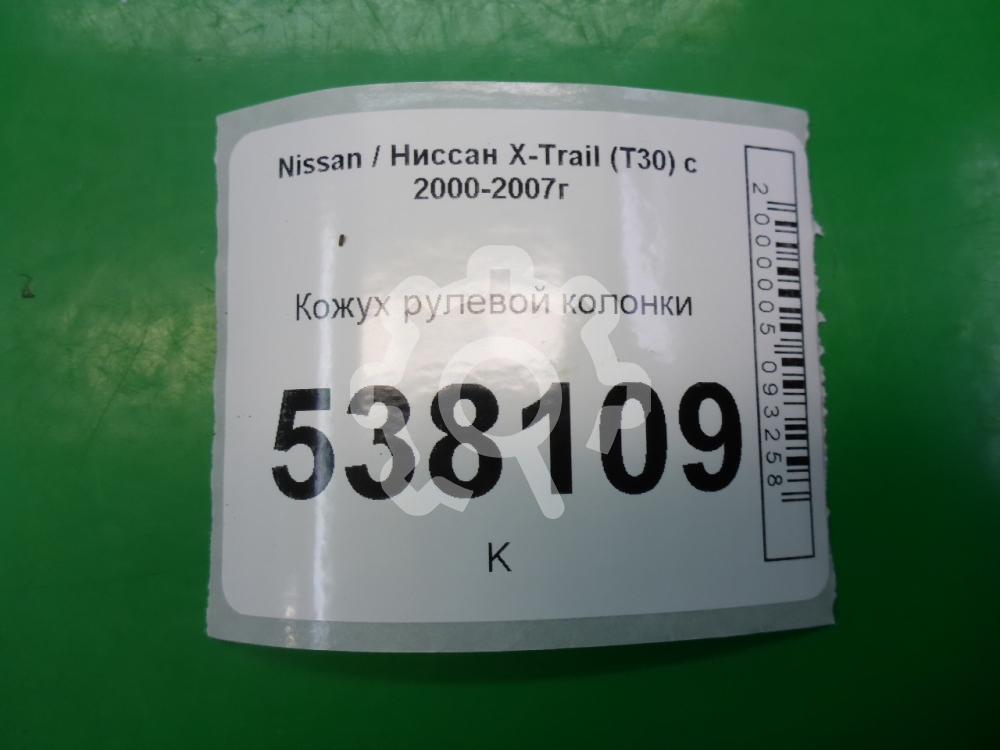 Nissan / Ниссан X-Trail (T30) с
2000-2007г
Кожух рулевой колонки
538109
К
2000005093258